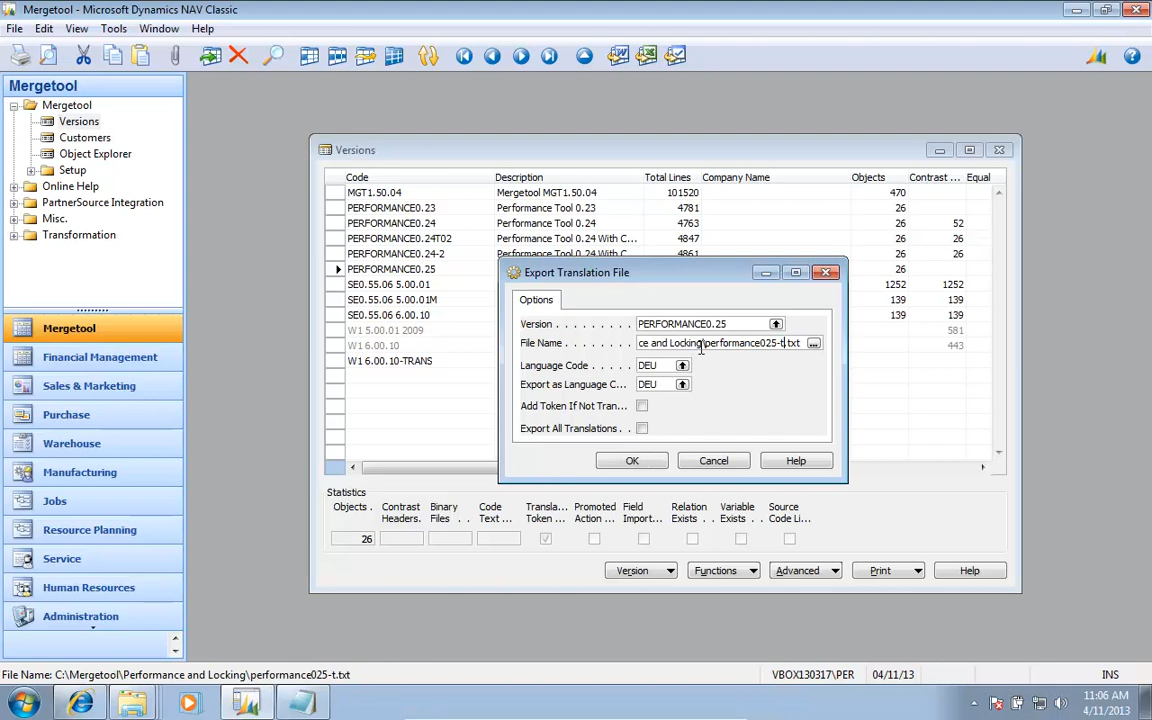 Mergetool - Microsoft Dynamics NAV Classic
File Edit View Tools Window Help
Mergetool
Mergetool
Versions
Customers
Object Explorer
Setup
Online Help
PartnerSource Integration
Misc.
Transformation
Mergetool
Financial Management
Sales & Marketing
Purchase
Warehouse
Manufacturing
Jobs
Resource Planning
Service
Human Resources
Administration
Versions
Code Description Total Lines Company Name Objects Contrast ... Equal
MGT1.50.04 Mergetool MGT1.50.04 101520 470
PERFORMANCE0.23 Performance Tool 0.23 4781 26
PERFORMANCE0.24 Performance Tool 0.24 4763 26 52
PERFORMANCE0.24T02 Performance Tool 0.24 With C... 4847 26 26
PERFORMANCE0.24-2 Performance Tool 0.24 With C... 4861 26 26
PERFORMANCE0.25 26
SE0.55.06 5.00.01 1252 1252
SE0.55.06 5.00.01M 139 139
SE0.55.06 6.00.10 139 139
W1 5.00.01 2009 581
W1 6.00.10 443
W1 6.00.10-TRANS
Export Translation File
Options
Version . . . . . . . . . PERFORMANCE0.25
File Name . . . . . . . . ce and Locking\performance025-t.txt ...
Language Code . . . . . DEU
Export as Language C... DEU
Add Token If Not Tran...
Export All Translations . .
OK Cancel Help
Statistics
Objects . Contrast Headers. Binary Files . . Code Text ... Transla... Token ... Promoted Action .. Field Import... Relation Exists . . Variable Exists . . Source Code Li...
26
Version Functions Advanced Print Help
File Name: C:\Mergetool\Performance and Locking\performance025-t.txt VBOX130317\PER 04/11/13 INS
11:06 AM
4/11/2013